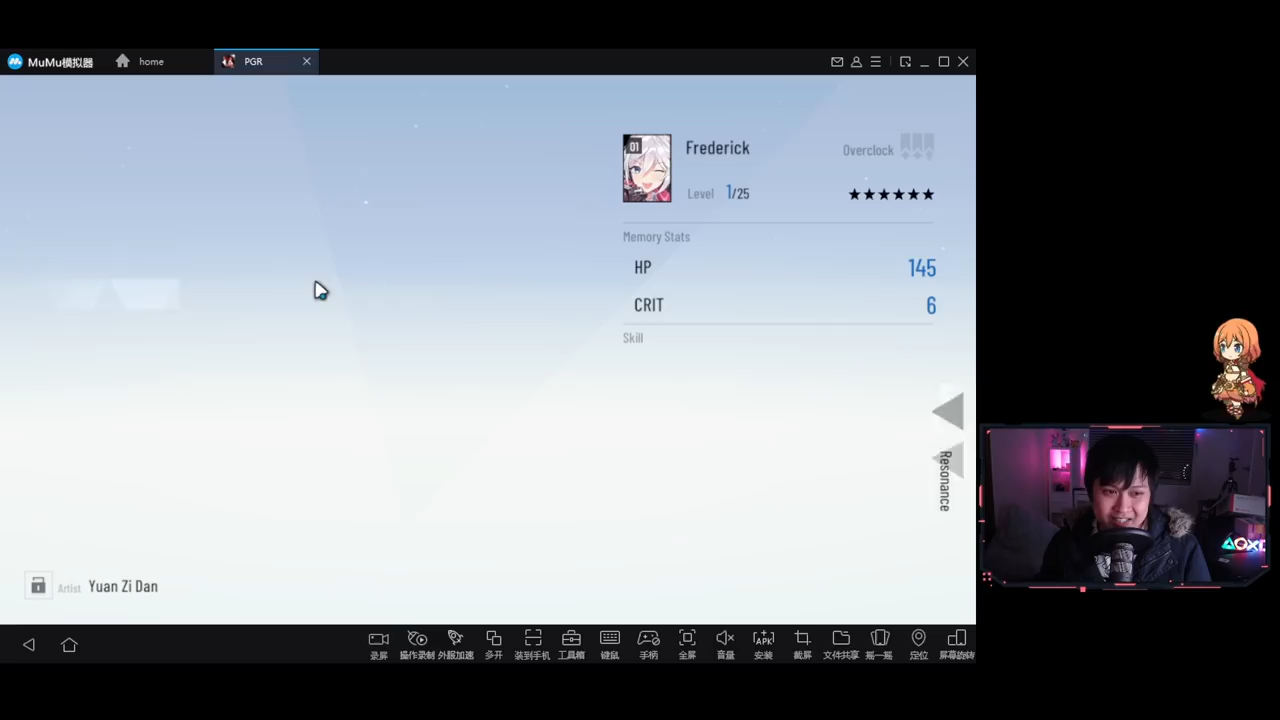 MuMu模拟器
home
PGR
01
Frederick
Overclock
Level 1/25
★★★★★★
Memory Stats
HP 145
CRIT 6
Skill
Resonance
Artist Yuan Zi Dan
录屏 操作录制 外服加速 多开 装到手机 工具箱 键鼠 手柄 全屏 音量 安装 截屏 文件共享 摇一摇 定位 屏幕旋转
APK